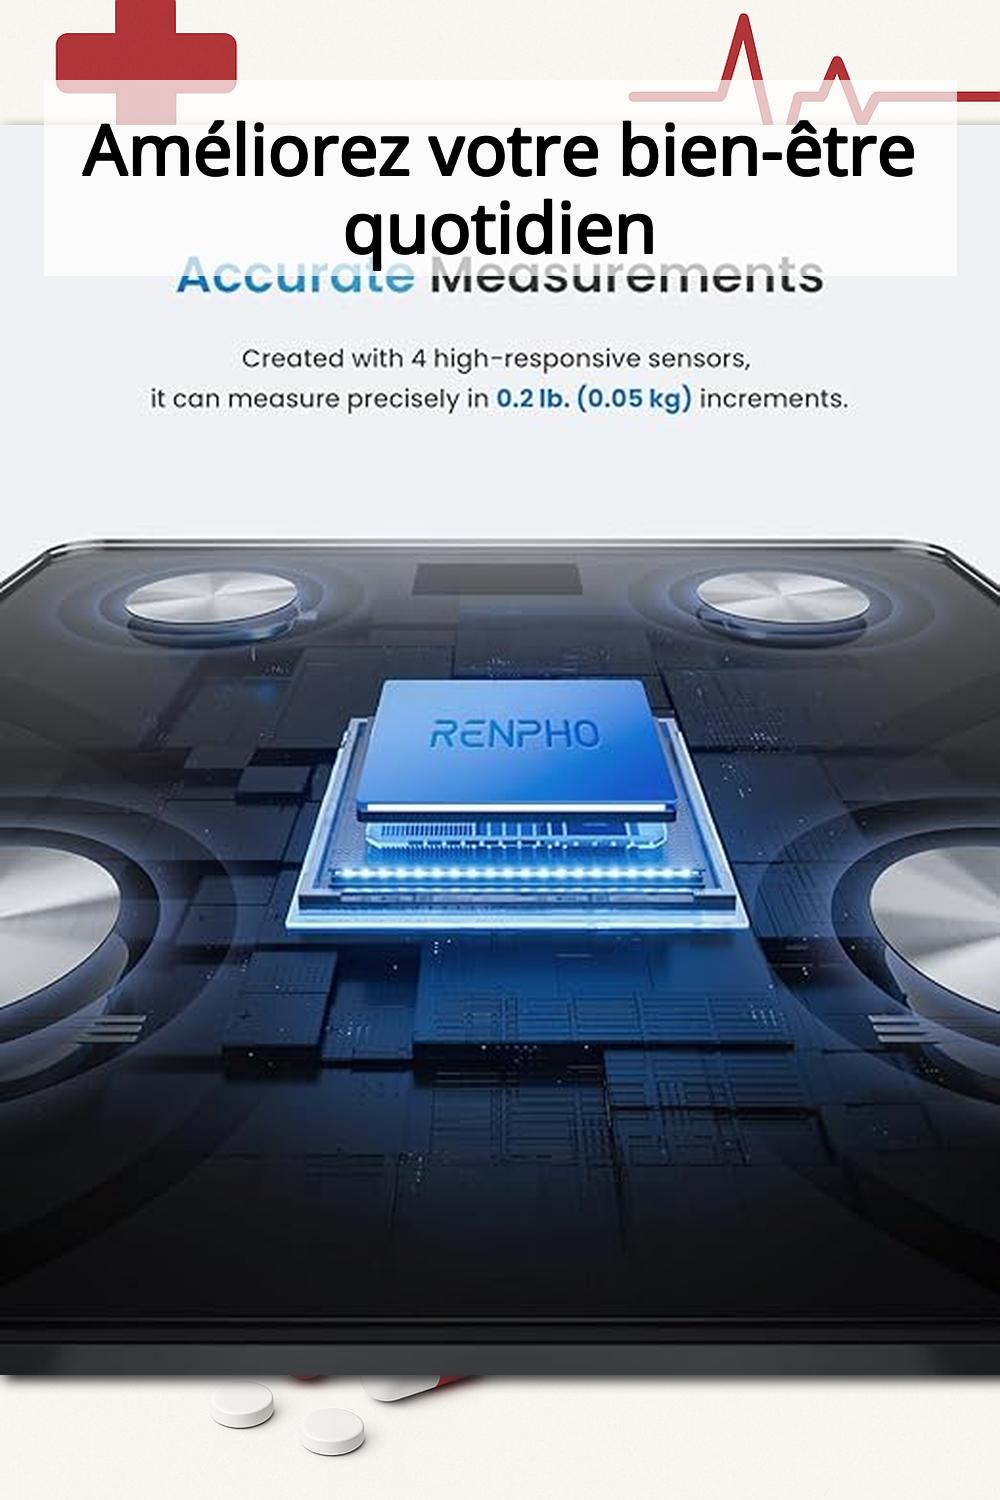 Améliorez votre bien-être
quotidien
Accurate Measurements
Created with 4 high-responsive sensors,
it can measure precisely in 0.2 lb. (0.05 kg) increments.
RENPHO